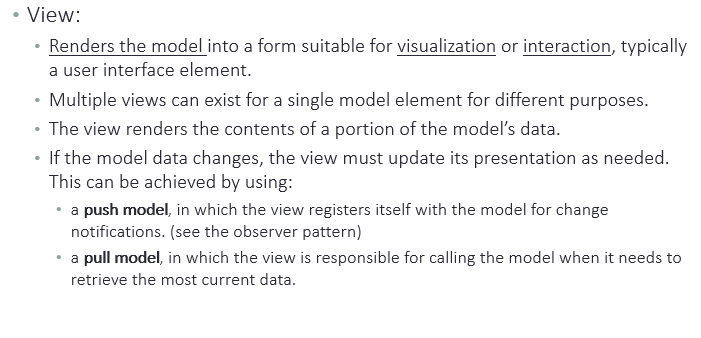 • View:
• Renders the model into a form suitable for visualization or interaction, typically
a user interface element.
• Multiple views can exist for a single model element for different purposes.
• The view renders the contents of a portion of the model’s data.
• If the model data changes, the view must update its presentation as needed.
This can be achieved by using:
• a push model, in which the view registers itself with the model for change
notifications. (see the observer pattern)
• a pull model, in which the view is responsible for calling the model when it needs to
retrieve the most current data.